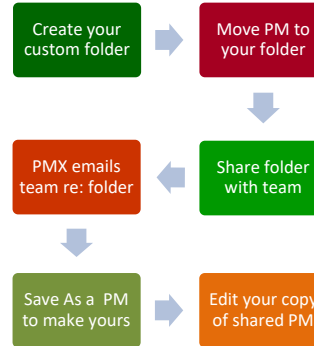 Create your
custom folder
Move PM to
your folder
Share folder
with team
PMX emails
team re: folder
Save As a PM
to make yours
Edit your copy
of shared PM